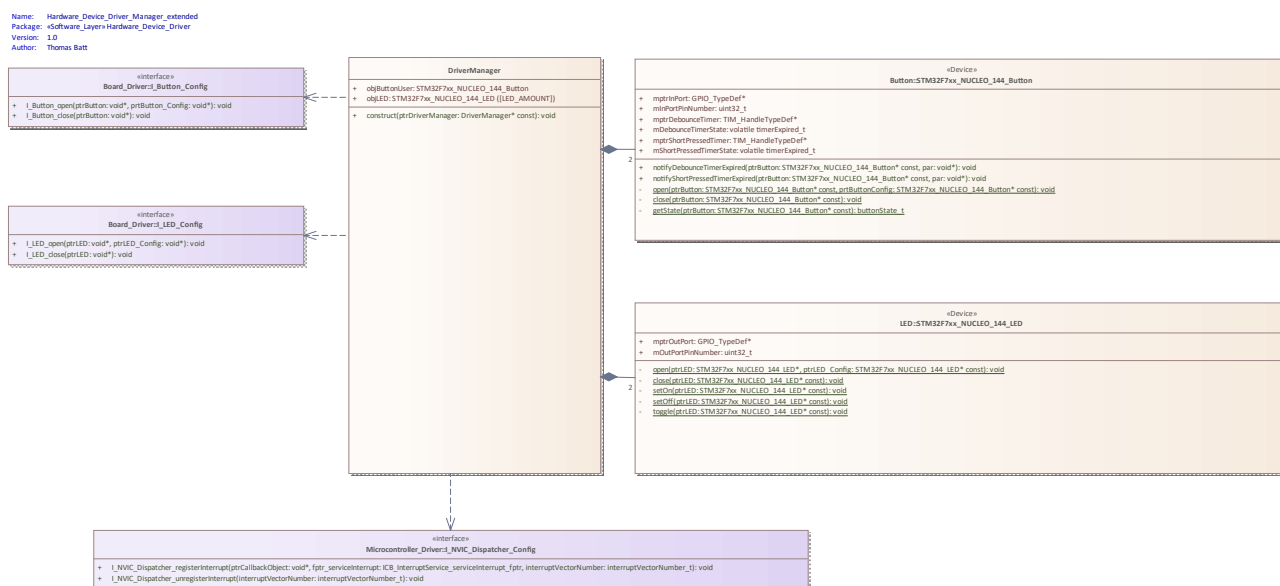 Name: Hardware_Device_Driver_Manager_extended
Package: «Software_Layer» Hardware_Device_Driver
Version: 1.0
Author: Thomas Batt
«interface»
Board_Driver::I_Button_Config
+ I_Button_open(ptrButton: void*, prtButton_Config: void*): void
+ I_Button_close(ptrButton: void*): void
«interface»
Board_Driver::I_LED_Config
+ I_LED_open(ptrLED: void*, ptrLED_Config: void*): void
+ I_LED_close(ptrLED: void*): void
DriverManager
+ objButtonUser: STM32F7xx_NUCLEO_144_Button
+ objLED: STM32F7xx_NUCLEO_144_LED ([LED_AMOUNT])
+ construct(ptrDriverManager: DriverManager* const): void
2
2
«Device»
Button::STM32F7xx_NUCLEO_144_Button
+ mptrInPort: GPIO_TypeDef*
+ mInPortPinNumber: uint32_t
+ mptrDebounceTimer: TIM_HandleTypeDef*
+ mDebounceTimerState: volatile timerExpired_t
+ mptrShortPressedTimer: TIM_HandleTypeDef*
+ mShortPressedTimerState: volatile timerExpired_t
+ notifyDebounceTimerExpired(ptrButton: STM32F7xx_NUCLEO_144_Button* const, par: void*): void
+ notifyShortPressedTimerExpired(ptrButton: STM32F7xx_NUCLEO_144_Button* const, par: void*): void
- open(ptrButton: STM32F7xx_NUCLEO_144_Button* const, prtButtonConfig: STM32F7xx_NUCLEO_144_Button* const): void
- close(ptrButton: STM32F7xx_NUCLEO_144_Button* const): void
- getState(ptrButton: STM32F7xx_NUCLEO_144_Button* const): buttonState_t
«Device»
LED::STM32F7xx_NUCLEO_144_LED
+ mptrOutPort: GPIO_TypeDef*
+ mOutPortPinNumber: uint32_t
- open(ptrLED: STM32F7xx_NUCLEO_144_LED*, ptrLED_Config: STM32F7xx_NUCLEO_144_LED* const): void
- close(ptrLED: STM32F7xx_NUCLEO_144_LED* const): void
- setOn(ptrLED: STM32F7xx_NUCLEO_144_LED* const): void
- setOff(ptrLED: STM32F7xx_NUCLEO_144_LED* const): void
- toggle(ptrLED: STM32F7xx_NUCLEO_144_LED* const): void
«interface»
Microcontroller_Driver::I_NVIC_Dispatcher_Config
+ I_NVIC_Dispatcher_registerInterrupt(ptrCallbackObject: void*, fptr_serviceInterrupt: ICB_InterruptService_serviceInterrupt_fptr, interruptVectorNumber: interruptVectorNumber_t): void
+ I_NVIC_Dispatcher_unregisterInterrupt(interruptVectorNumber: interruptVectorNumber_t): void